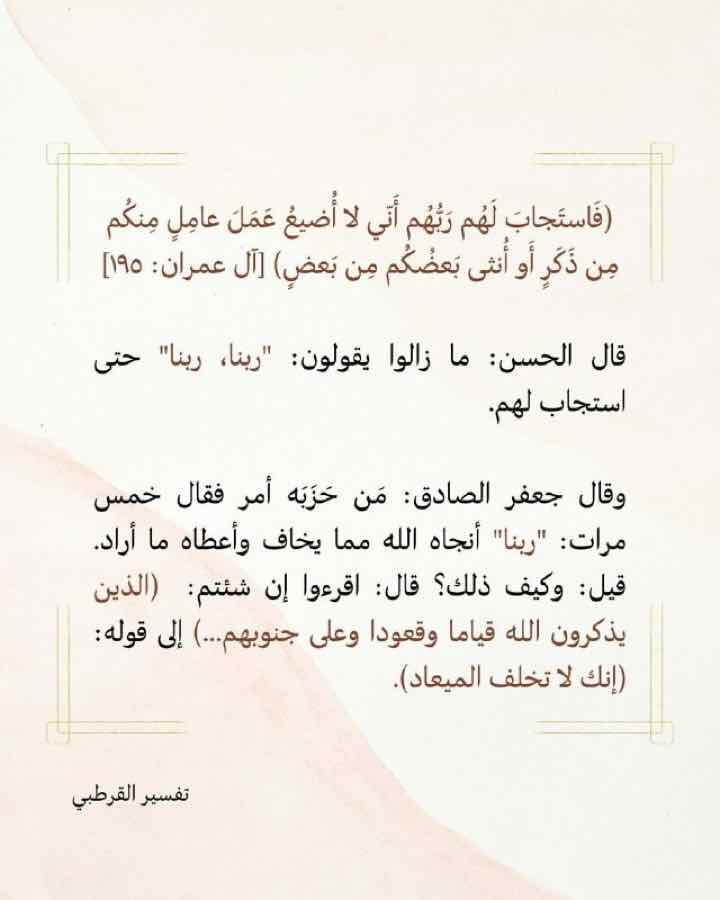 (فَاستَجابَ لَهُم رَبُّهُم أَنّي لا أُضيعُ عَمَلَ عامِلٍ مِنكُم
مِن ذَكَرٍ أَو أُنثى بَعضُكُم مِن بَعضٍ) [آل عمران: ١٩٥]
قال الحسن: ما زالوا يقولون: "ربنا، ربنا" حتى
استجاب لهم.
وقال جعفر الصادق: مَن حَزَبَه أمر فقال خمس
مرات: "ربنا" أنجاه الله مما يخاف وأعطاه ما أراد.
قيل: وكيف ذلك؟ قال: اقرءوا إن شئتم: (الذين
يذكرون الله قياما وقعودا وعلى جنوبهم...) إلى قوله:
(إنك لا تخلف الميعاد).
تفسير القرطبي